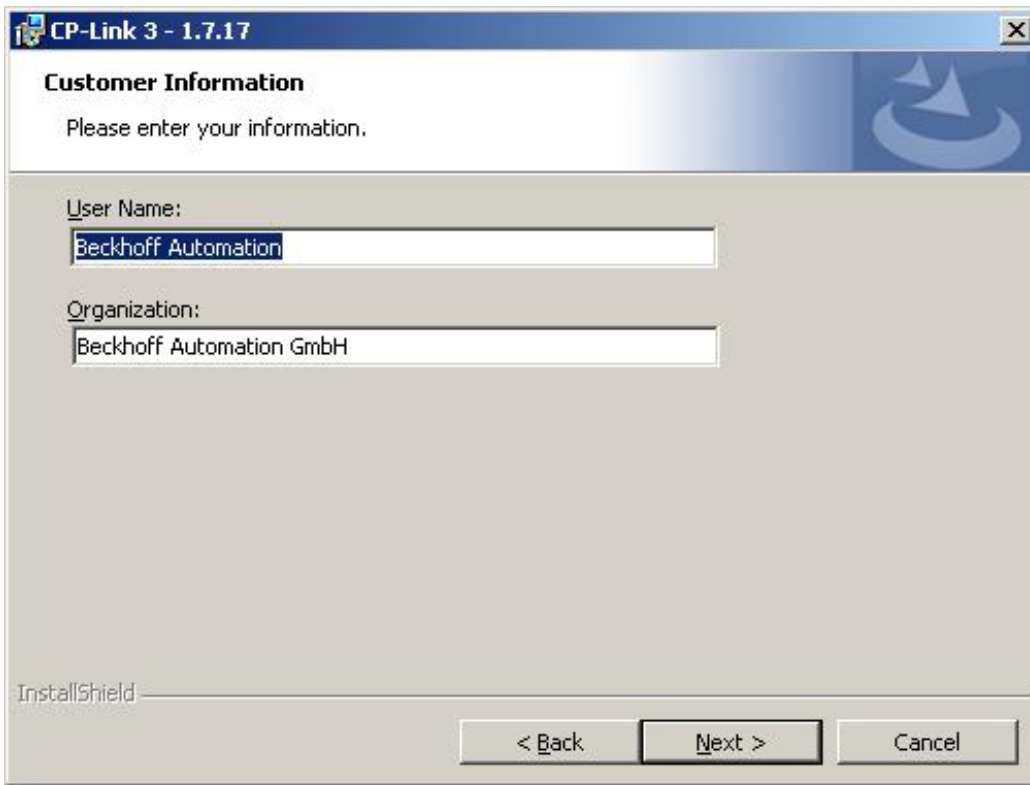 CP-Link 3 - 1.7.17
Customer Information
Please enter your information.
User Name:
Beckhoff Automation
Organization:
Beckhoff Automation GmbH
InstallShield
< Back
Next >
Cancel